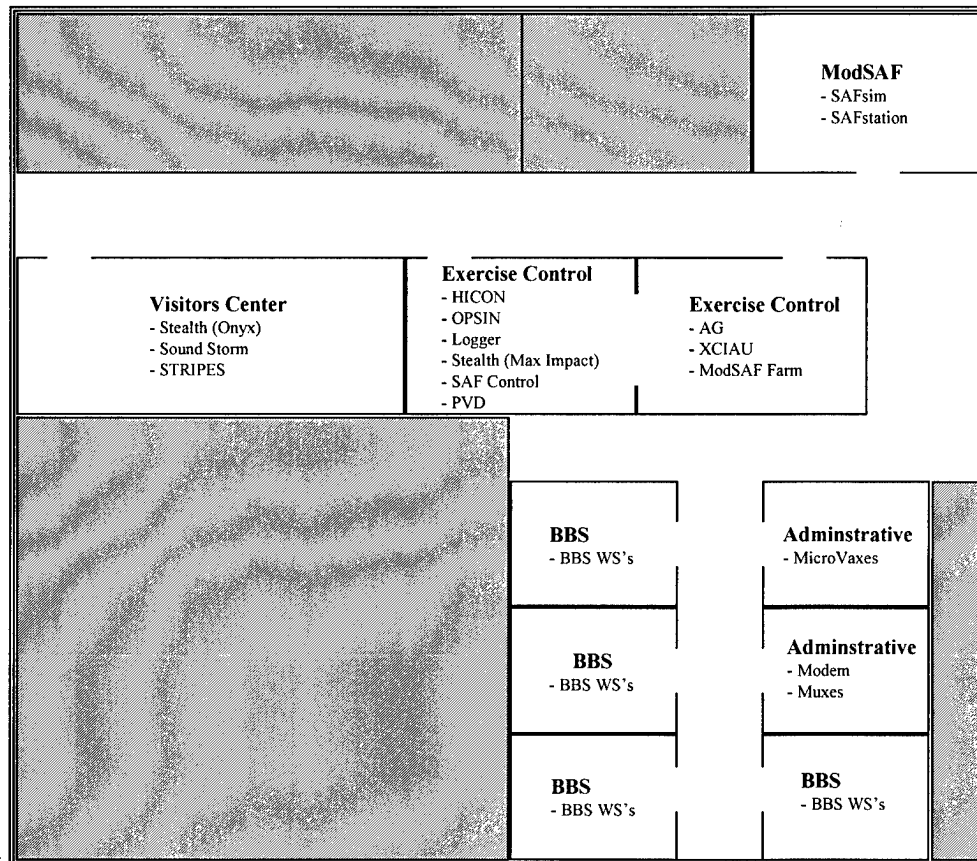 ModSAF
- SAFsim
- SAFstation
Visitors Center
- Stealth (Onyx)
- Sound Storm
- STRIPES
Exercise Control
- HICON
- OPSIN
- Logger
- Stealth (Max Impact)
- SAF Control
- PVD
Exercise Control
- AG
- XCIAU
- ModSAF Farm
BBS
- BBS WS's
Adminstrative
- MicroVaxes
BBS
- BBS WS's
Adminstrative
- Modem
- Muxes
BBS
- BBS WS's
BBS
- BBS WS's